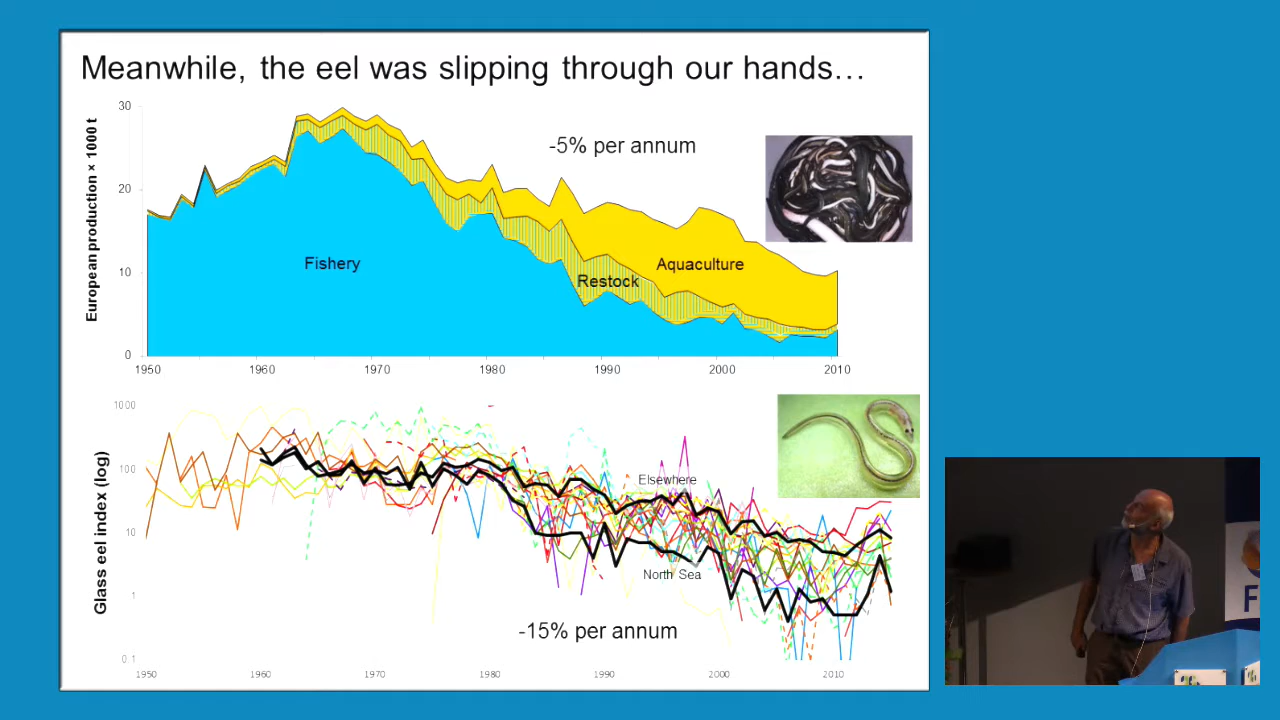 Meanwhile, the eel was slipping through our hands…
European production × 1000 t
30
20
10
0
-5% per annum
Fishery
Restock
Aquaculture
1950 1960 1970 1980 1990 2000 2010
Glass eel index (log)
1000
100
10
1
0.1
Elsewhere
North Sea
-15% per annum
1950 1960 1970 1980 1990 2000 2010
F